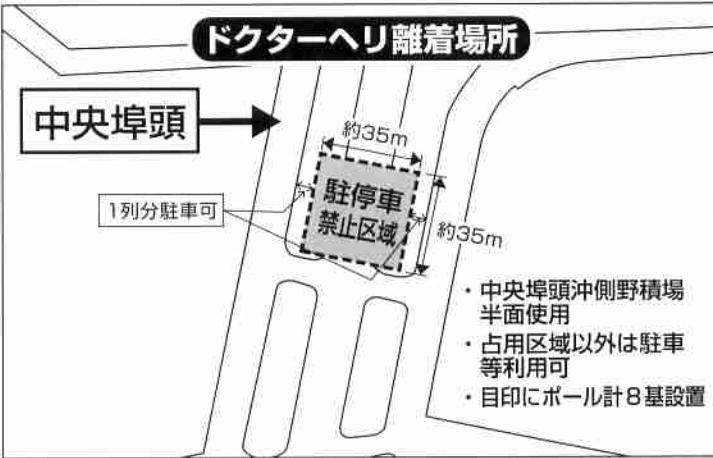 ドクターヘリ離着場所
中央埠頭
約35m
1列分駐車可
駐停車
禁止区域
約35m
・中央埠頭沖側野積場
半面使用
・占用区域以外は駐車
等利用可
・目印にポール計8基設置